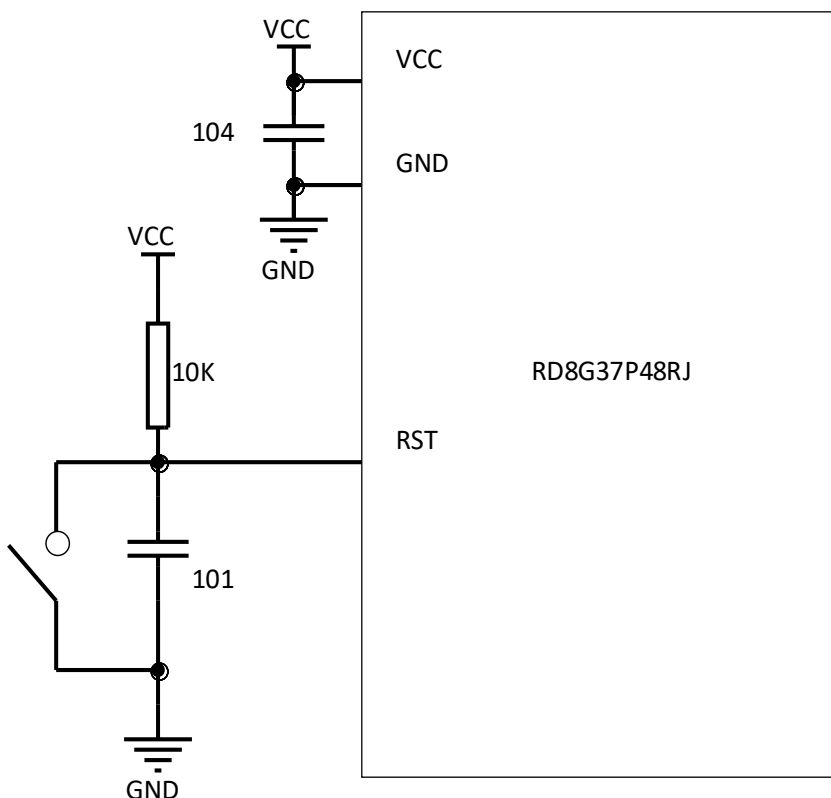 VCC
VCC
104
GND
VCC
GND
10K
RD8G37P48RJ
RST
101
GND